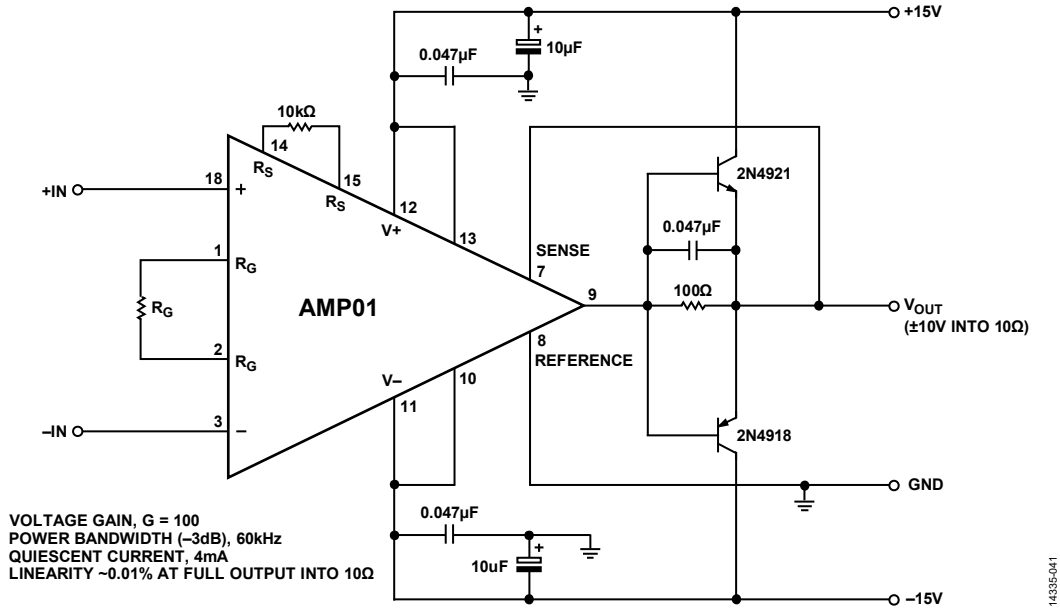 +15V
+
10µF
0.047µF
10kΩ
14
RS
15
RS
18
+IN
+
12
V+
13
2N4921
0.047µF
SENSE
7
1
RG
100Ω
9
AMP01
RG
VOUT
(±10V INTO 10Ω)
8
REFERENCE
2
RG
10
V–
11
2N4918
–IN
3
–
GND
0.047µF
+
10uF
VOLTAGE GAIN, G = 100
POWER BANDWIDTH (–3dB), 60kHz
QUIESCENT CURRENT, 4mA
LINEARITY ~0.01% AT FULL OUTPUT INTO 10Ω
–15V
14335-041